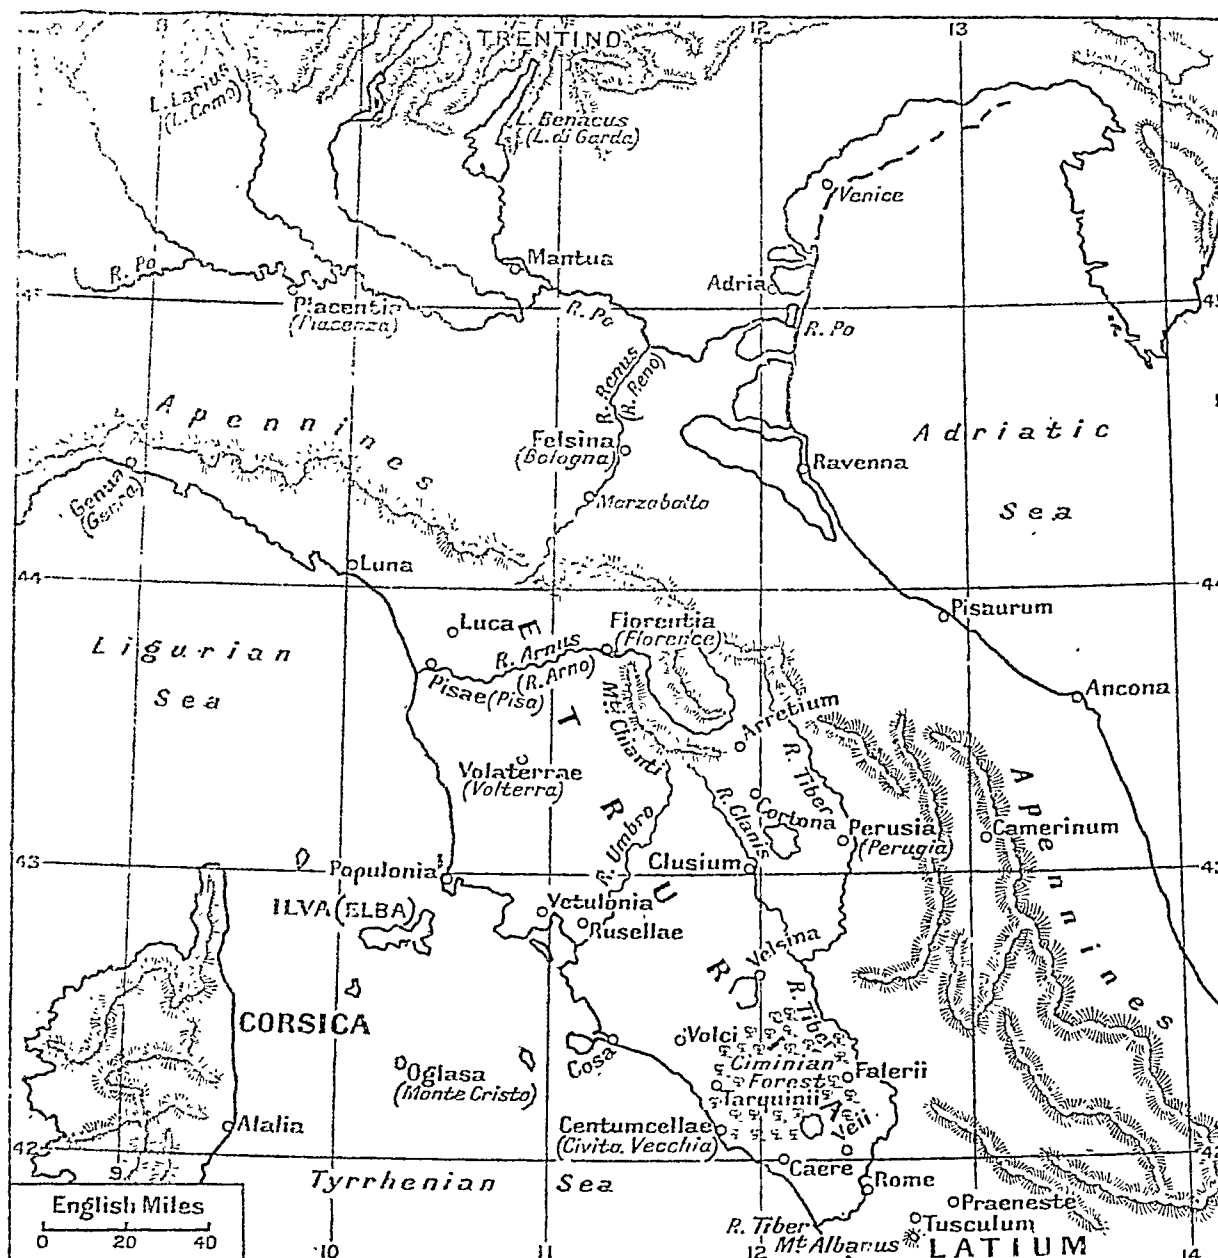 TRENTINO
12
13
L. Larius
(L. Como)
L. Benacus
(L. di Garda)
Venice
R. Po
Mantua
Adria
Placentia
(Piacenza)
R. Po
R. Po
R. Renus
(R. Reno)
Apennines
Felsina
(Bologna)
Adriatic
Sea
Ravenna
Genua
Marzabotto
Luna
44
44
Pisaurum
Luca
Florentia
(Florence)
Ligurian
Sea
R. Arnus
(R. Arno)
Pisae (Pisa)
Ancona
Mti Chianti
Arretium
ETRURIA
Volaterrae
(Volterra)
R. Tiber
R. Clanis
Cortona
Apennines
R. Umbro
Perusia
(Perugia)
Camerinum
43
43
Populonia
Clusium
ILVA (ELBA)
Vetulonia
Rusellae
Velsina
R. Tiber
CORSICA
Volci
Cosa
Ciminian
Forest
Falerii
Oglasa
(Monte Cristo)
Tarquinii
Alalia
Centumcellae
(Civita Vecchia)
Veii
42
42
9
Caere
Tyrrhenian Sea
Rome
English Miles
0 20 40
Praeneste
R. Tiber
Tusculum
Mt Albanus
LATIUM
10
11
12
13
14